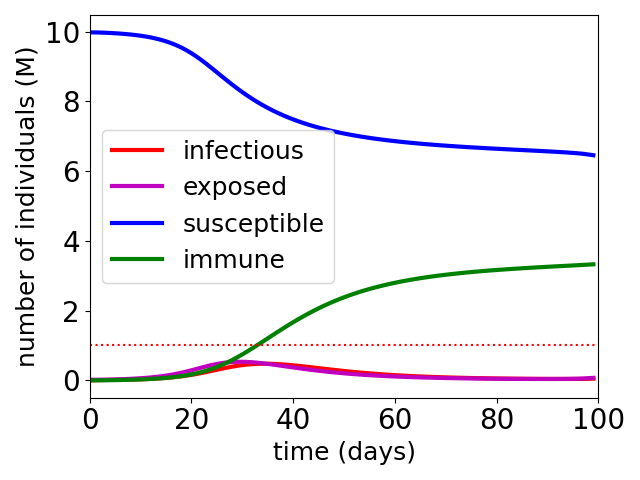 number of individuals (M)
10
8
6
4
2
0
infectious
exposed
susceptible
immune
0 20 40 60 80 100
time (days)